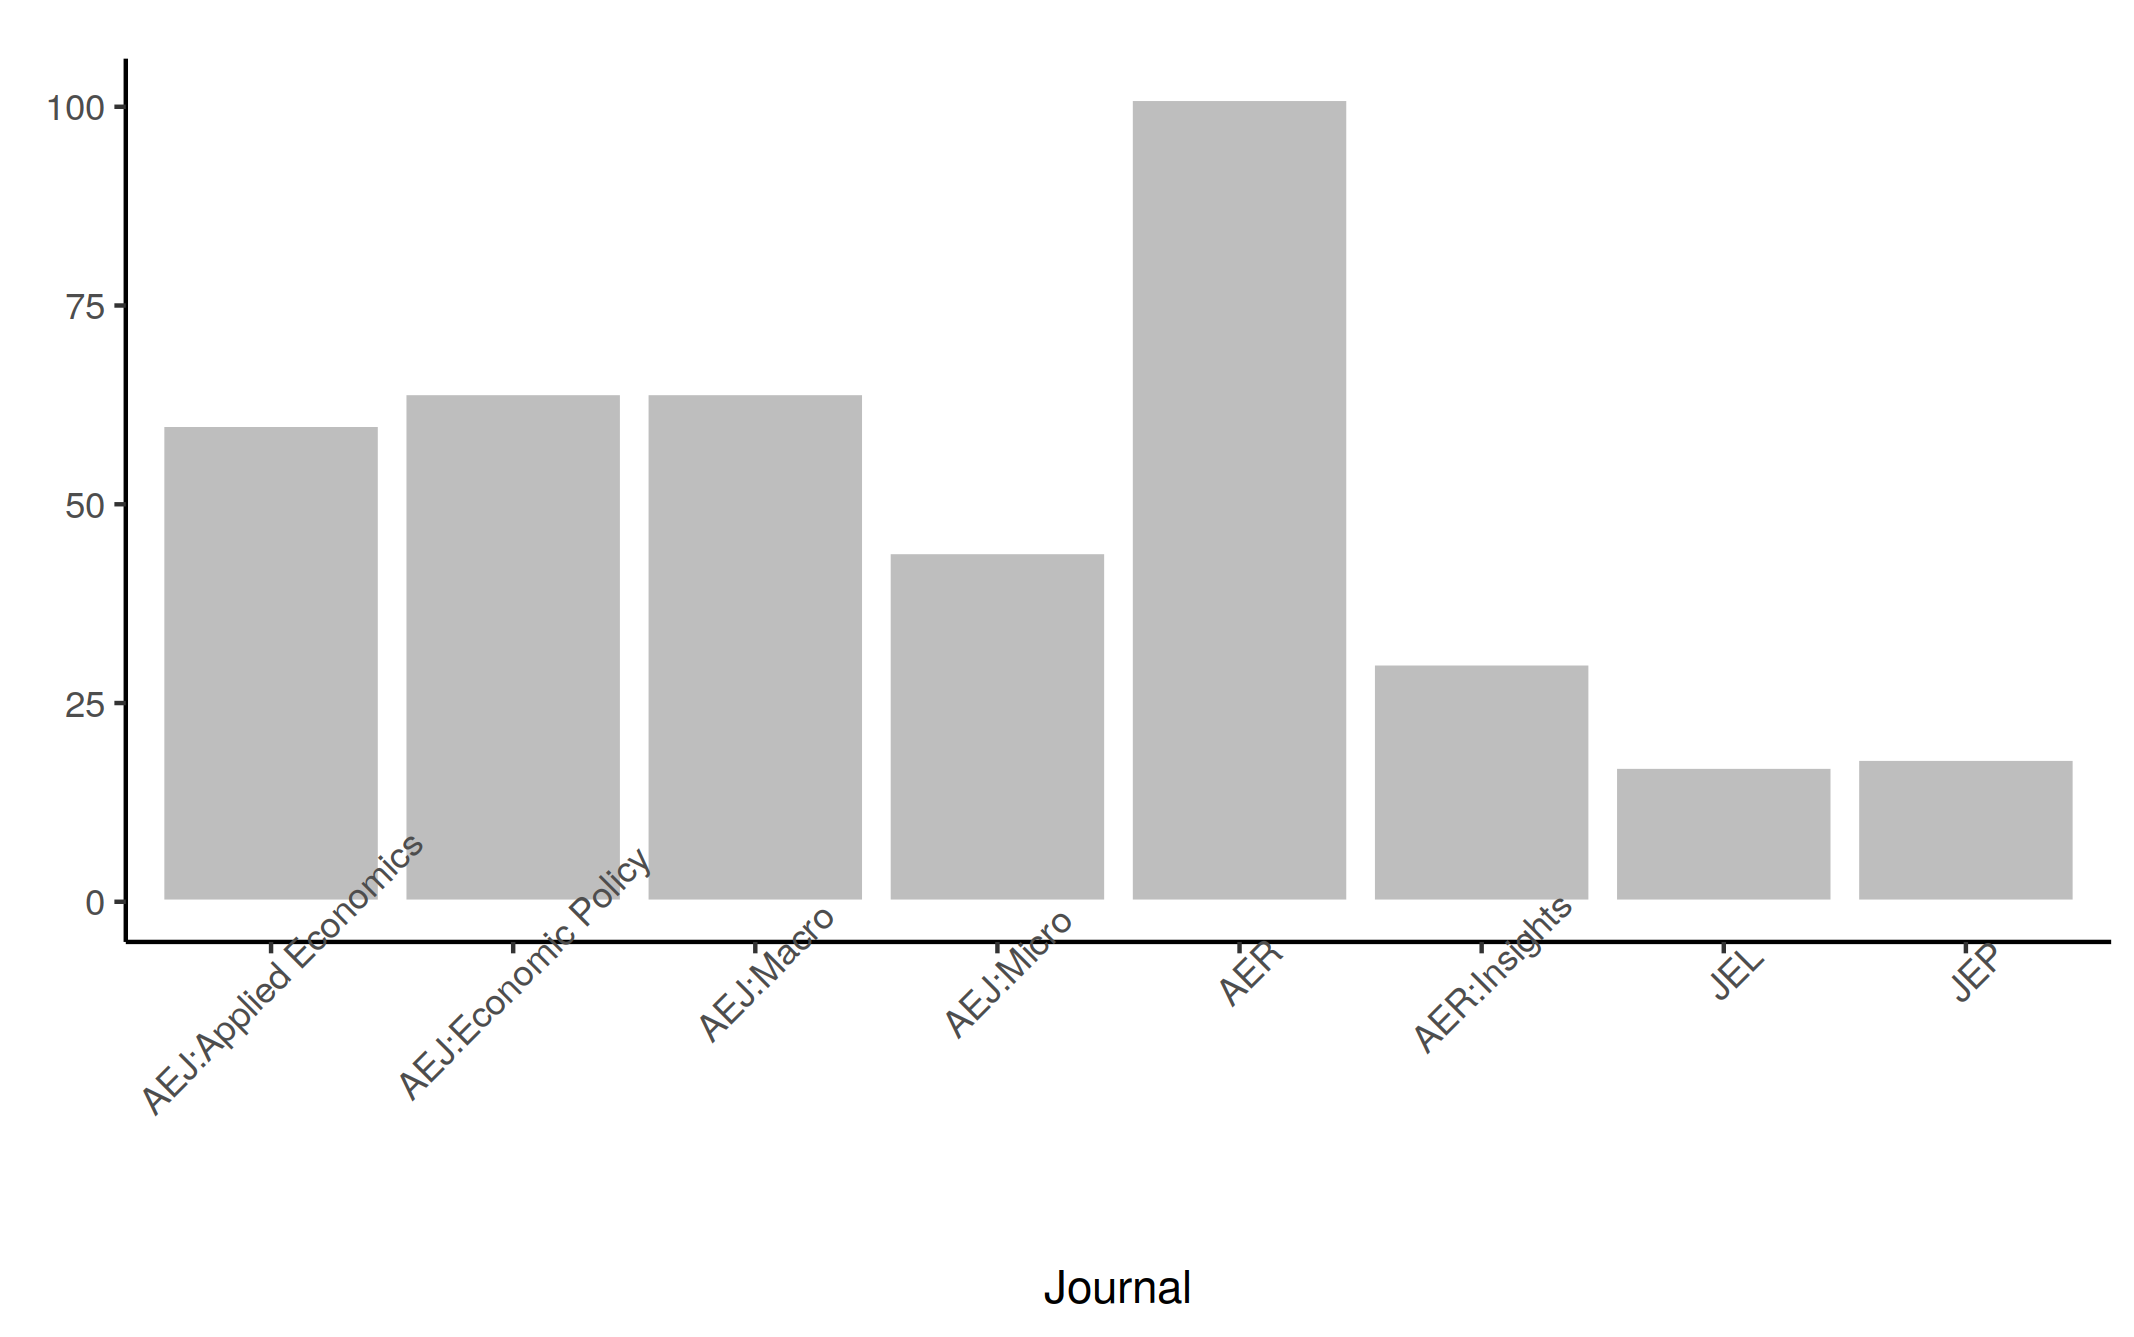 100
75
50
25
0
AEJ:Applied Economics
AEJ:Economic Policy
AEJ:Macro
AEJ:Micro
AER
AER:Insights
JEL
JEP
Journal